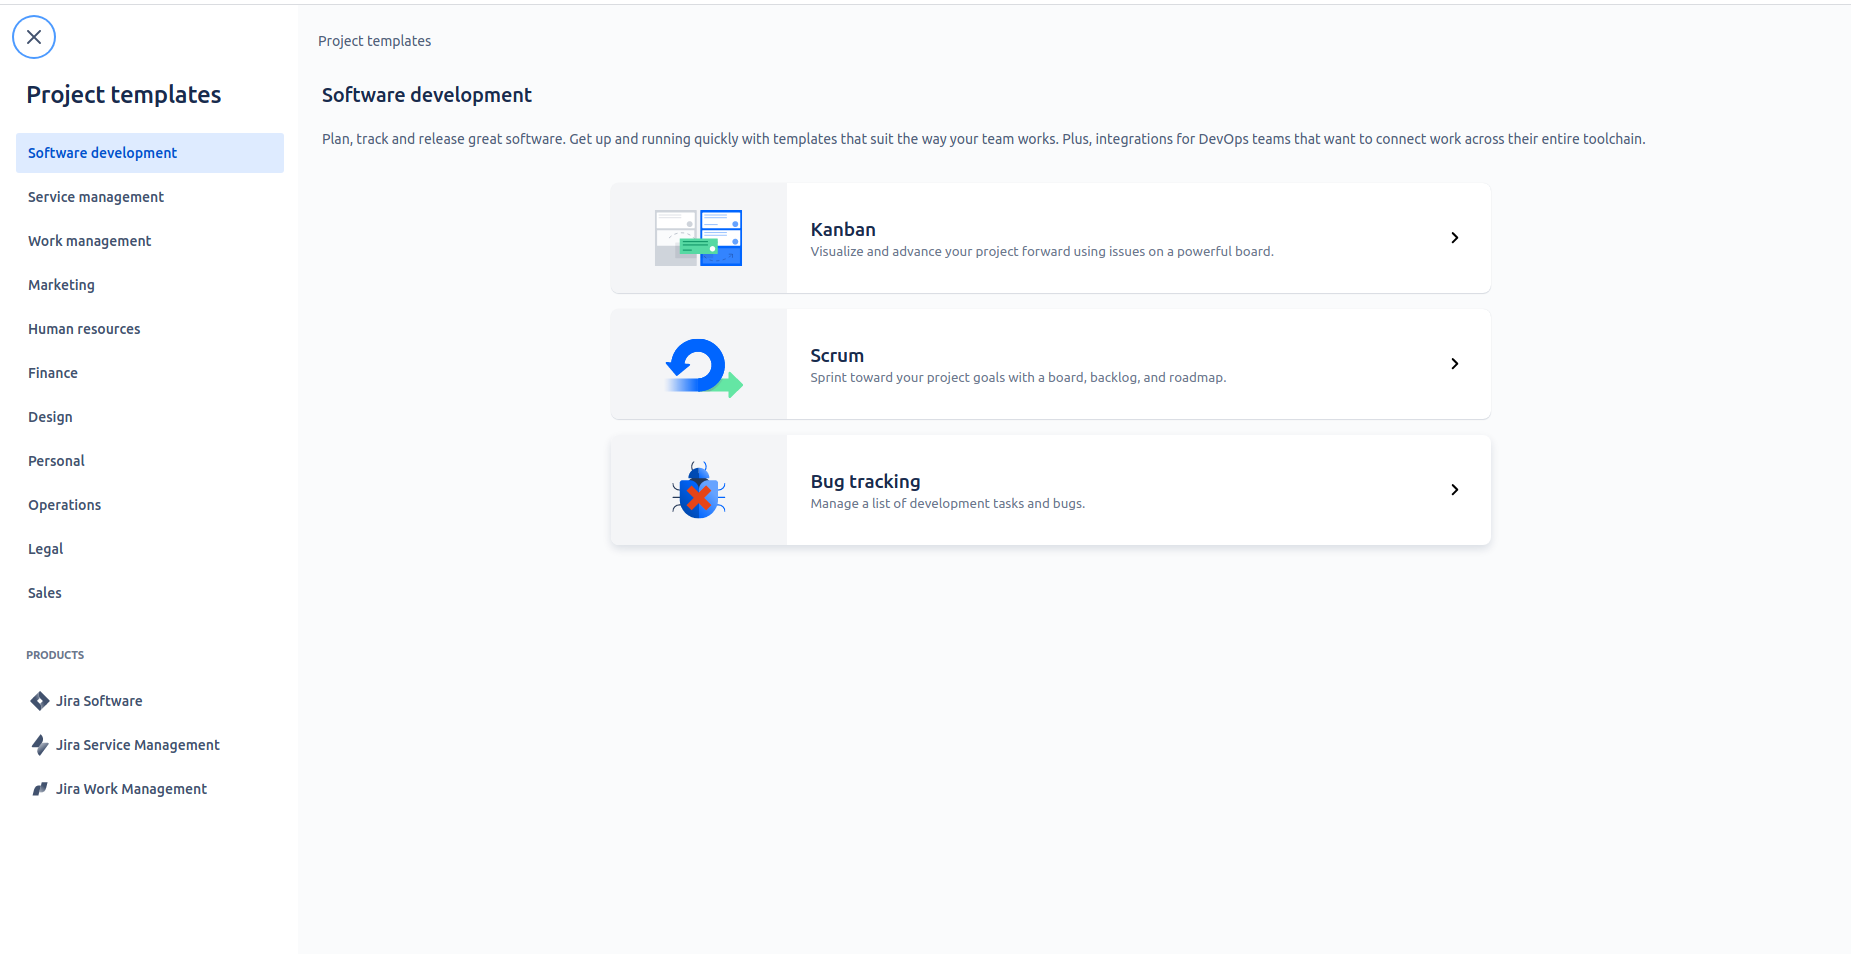 Project templates
Software development
Service management
Work management
Marketing
Human resources
Finance
Design
Personal
Operations
Legal
Sales
PRODUCTS
Jira Software
Jira Service Management
Jira Work Management
Project templates
Software development
Plan, track and release great software. Get up and running quickly with templates that suit the way your team works. Plus, integrations for DevOps teams that want to connect work across their entire toolchain.
Kanban
Visualize and advance your project forward using issues on a powerful board.
Scrum
Sprint toward your project goals with a board, backlog, and roadmap.
Bug tracking
Manage a list of development tasks and bugs.